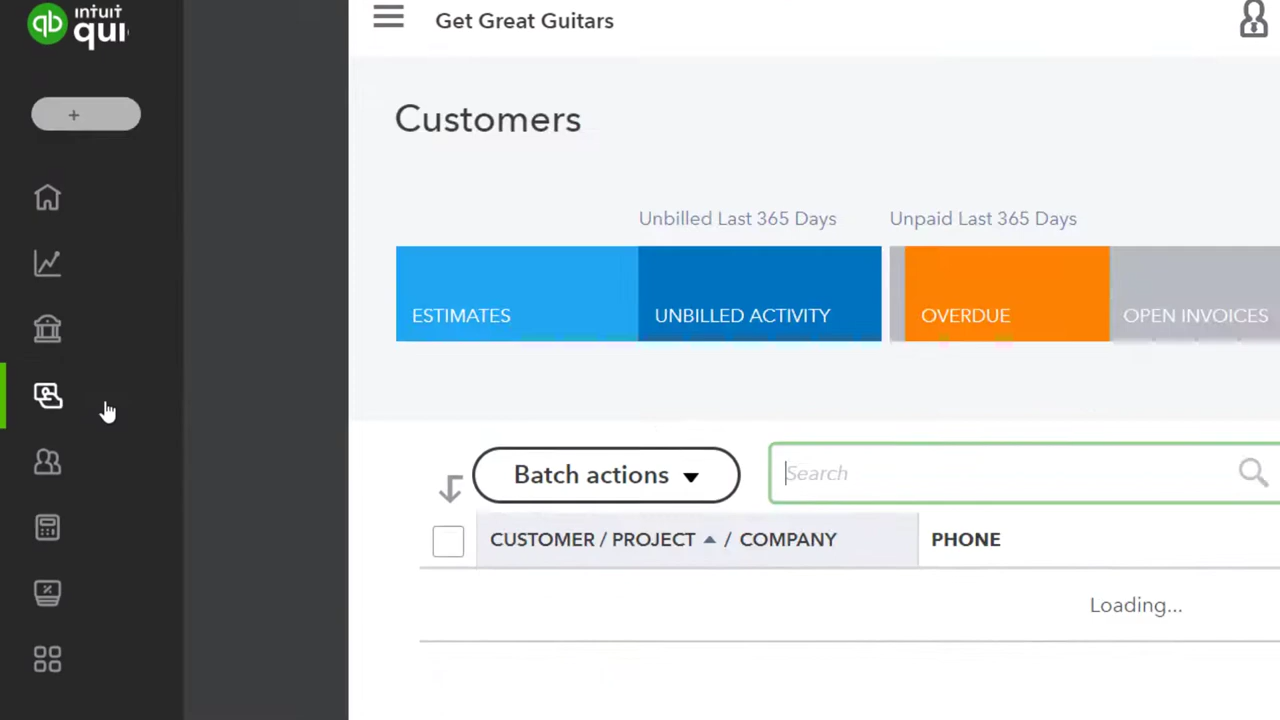 qb intuit
qui
Get Great Guitars
+
Customers
Unbilled Last 365 Days
Unpaid Last 365 Days
ESTIMATES
UNBILLED ACTIVITY
OVERDUE
OPEN INVOICES
Batch actions
Search
CUSTOMER / PROJECT / COMPANY
PHONE
Loading...